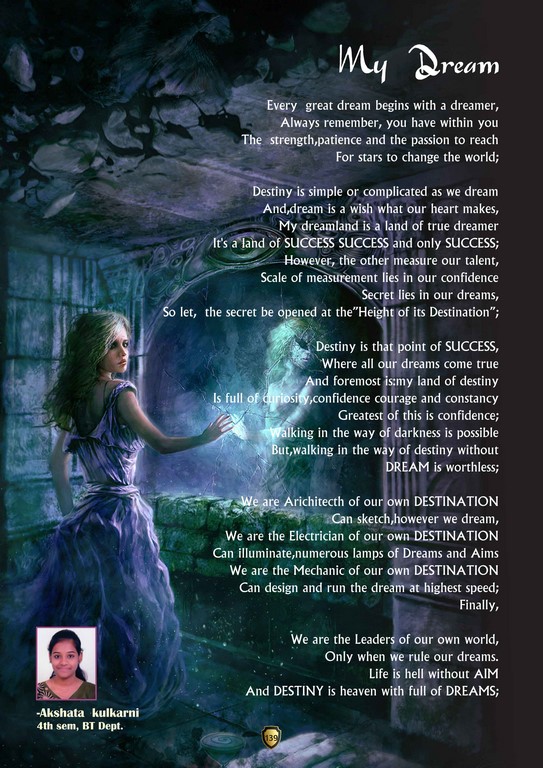 My Dream
Every great dream begins with a dreamer,
Always remember, you have within you
The strength,patience and the passion to reach
For stars to change the world;
Destiny is simple or complicated as we dream
And,dream is a wish what our heart makes,
My dreamland is a land of true dreamer
It's a land of SUCCESS SUCCESS and only SUCCESS;
However, the other measure our talent,
Scale of measurement lies in our confidence
Secret lies in our dreams,
So let, the secret be opened at the"Height of its Destination";
Destiny is that point of SUCCESS,
Where all our dreams come true
And foremost is:my land of destiny
Is full of curiosity,confidence courage and constancy
Greatest of this is confidence;
Walking in the way of darkness is possible
But,walking in the way of destiny without
DREAM is worthless;
We are Arichitecth of our own DESTINATION
Can sketch,however we dream,
We are the Electrician of our own DESTINATION
Can illuminate,numerous lamps of Dreams and Aims
We are the Mechanic of our own DESTINATION
Can design and run the dream at highest speed;
Finally,
We are the Leaders of our own world,
Only when we rule our dreams.
Life is hell without AIM
And DESTINY is heaven with full of DREAMS;
-Akshata kulkarni
4th sem, BT Dept.
139